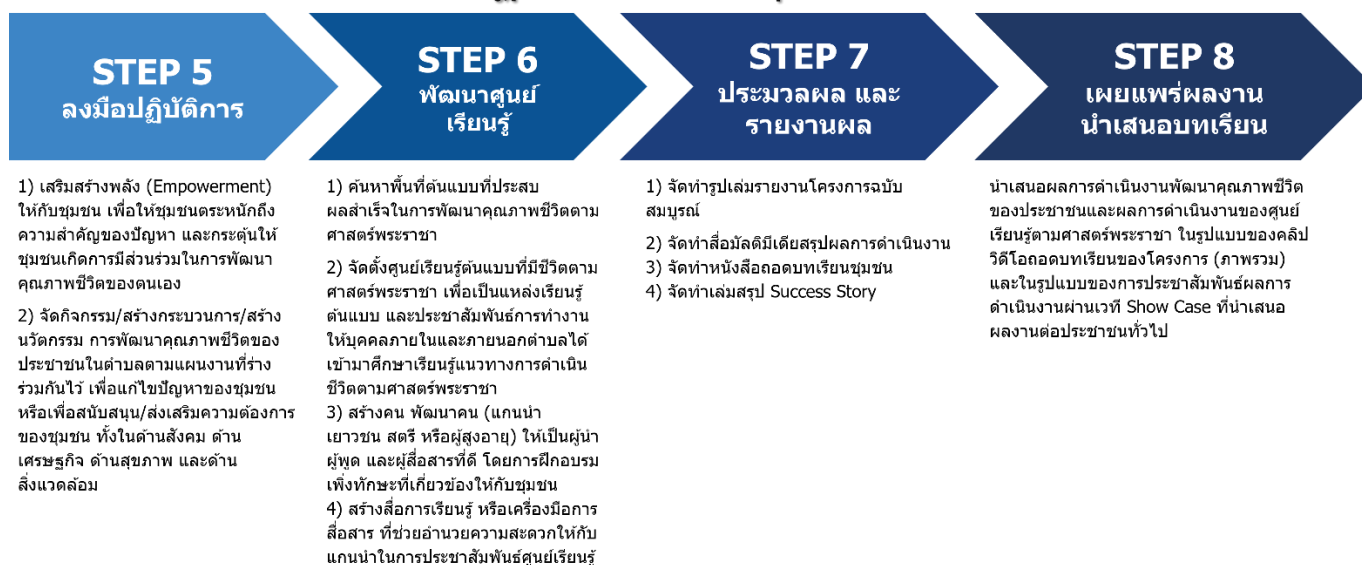 STEP 5
ลงมือปฏิบัติการ
1) เสริมสร้างพลัง (Empowerment)
ให้กับชุมชน เพื่อให้ชุมชนตระหนักถึง
ความสำคัญของปัญหา และกระตุ้นให้
ชุมชนเกิดการมีส่วนร่วมในการพัฒนา
คุณภาพชีวิตของตนเอง
2) จัดกิจกรรม/สร้างกระบวนการ/สร้าง
นวัตกรรม การพัฒนาคุณภาพชีวิตของ
ประชาชนในตำบลตามแผนงานที่ร่าง
ร่วมกันไว้ เพื่อแก้ไขปัญหาของชุมชน
หรือเพื่อสนับสนุน/ส่งเสริมความต้องการ
ของชุมชน ทั้งในด้านสังคม ด้าน
เศรษฐกิจ ด้านสุขภาพ และด้าน
สิ่งแวดล้อม
STEP 6
พัฒนาศูนย์
เรียนรู้
1) ค้นหาพื้นที่ต้นแบบที่ประสบ
ผลสำเร็จในการพัฒนาคุณภาพชีวิตตาม
ศาสตร์พระราชา
2) จัดตั้งศูนย์เรียนรู้ต้นแบบที่มีชีวิตตาม
ศาสตร์พระราชา เพื่อเป็นแหล่งเรียนรู้
ต้นแบบ และประชาสัมพันธ์การทำงาน
ให้บุคคลภายในและภายนอกตำบลได้
เข้ามาศึกษาเรียนรู้แนวทางการดำเนิน
ชีวิตตามศาสตร์พระราชา
3) สร้างคน พัฒนาคน (แกนนำ
เยาวชน สตรี หรือผู้สูงอายุ) ให้เป็นผู้นำ
ผู้พูด และผู้สื่อสารที่ดี โดยการฝึกอบรม
เพิ่งทักษะที่เกี่ยวข้องให้กับชุมชน
4) สร้างสื่อการเรียนรู้ หรือเครื่องมือการ
สื่อสาร ที่ช่วยอำนวยความสะดวกให้กับ
แกนนำในการประชาสัมพันธ์ศูนย์เรียนรู้
STEP 7
ประมวลผล และ
รายงานผล
1) จัดทำรูปเล่มรายงานโครงการฉบับ
สมบูรณ์
2) จัดทำสื่อมัลติมีเดียสรุปผลการดำเนินงาน
3) จัดทำหนังสือถอดบทเรียนชุมชน
4) จัดทำเล่มสรุป Success Story
STEP 8
เผยแพร่ผลงาน
นำเสนอบทเรียน
นำเสนอผลการดำเนินงานพัฒนาคุณภาพชีวิต
ของประชาชนและผลการดำเนินงานของศูนย์
เรียนรู้ตามศาสตร์พระราชา ในรูปแบบของคลิป
วิดีโอถอดบทเรียนของโครงการ (ภาพรวม)
และในรูปแบบของการประชาสัมพันธ์ผลการ
ดำเนินงานผ่านเวที Show Case ที่นำเสนอ
ผลงานต่อประชาชนทั่วไป